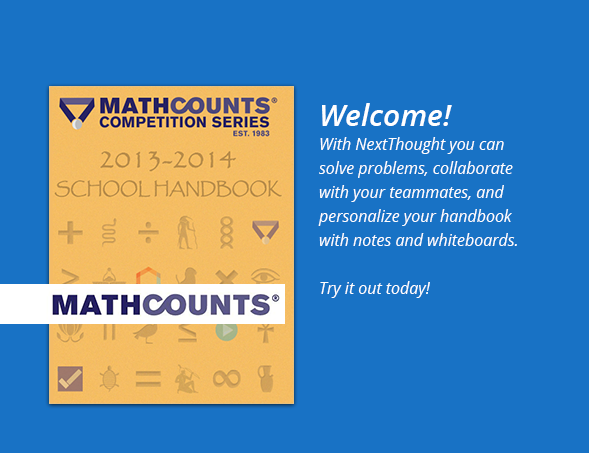 MATHCOUNTS®
COMPETITION SERIES
EST. 1983
2013-2014
SCHOOL HANDBOOK
MATHCOUNTS®
Welcome!
With NextThought you can
solve problems, collaborate
with your teammates, and
personalize your handbook
with notes and whiteboards.
Try it out today!